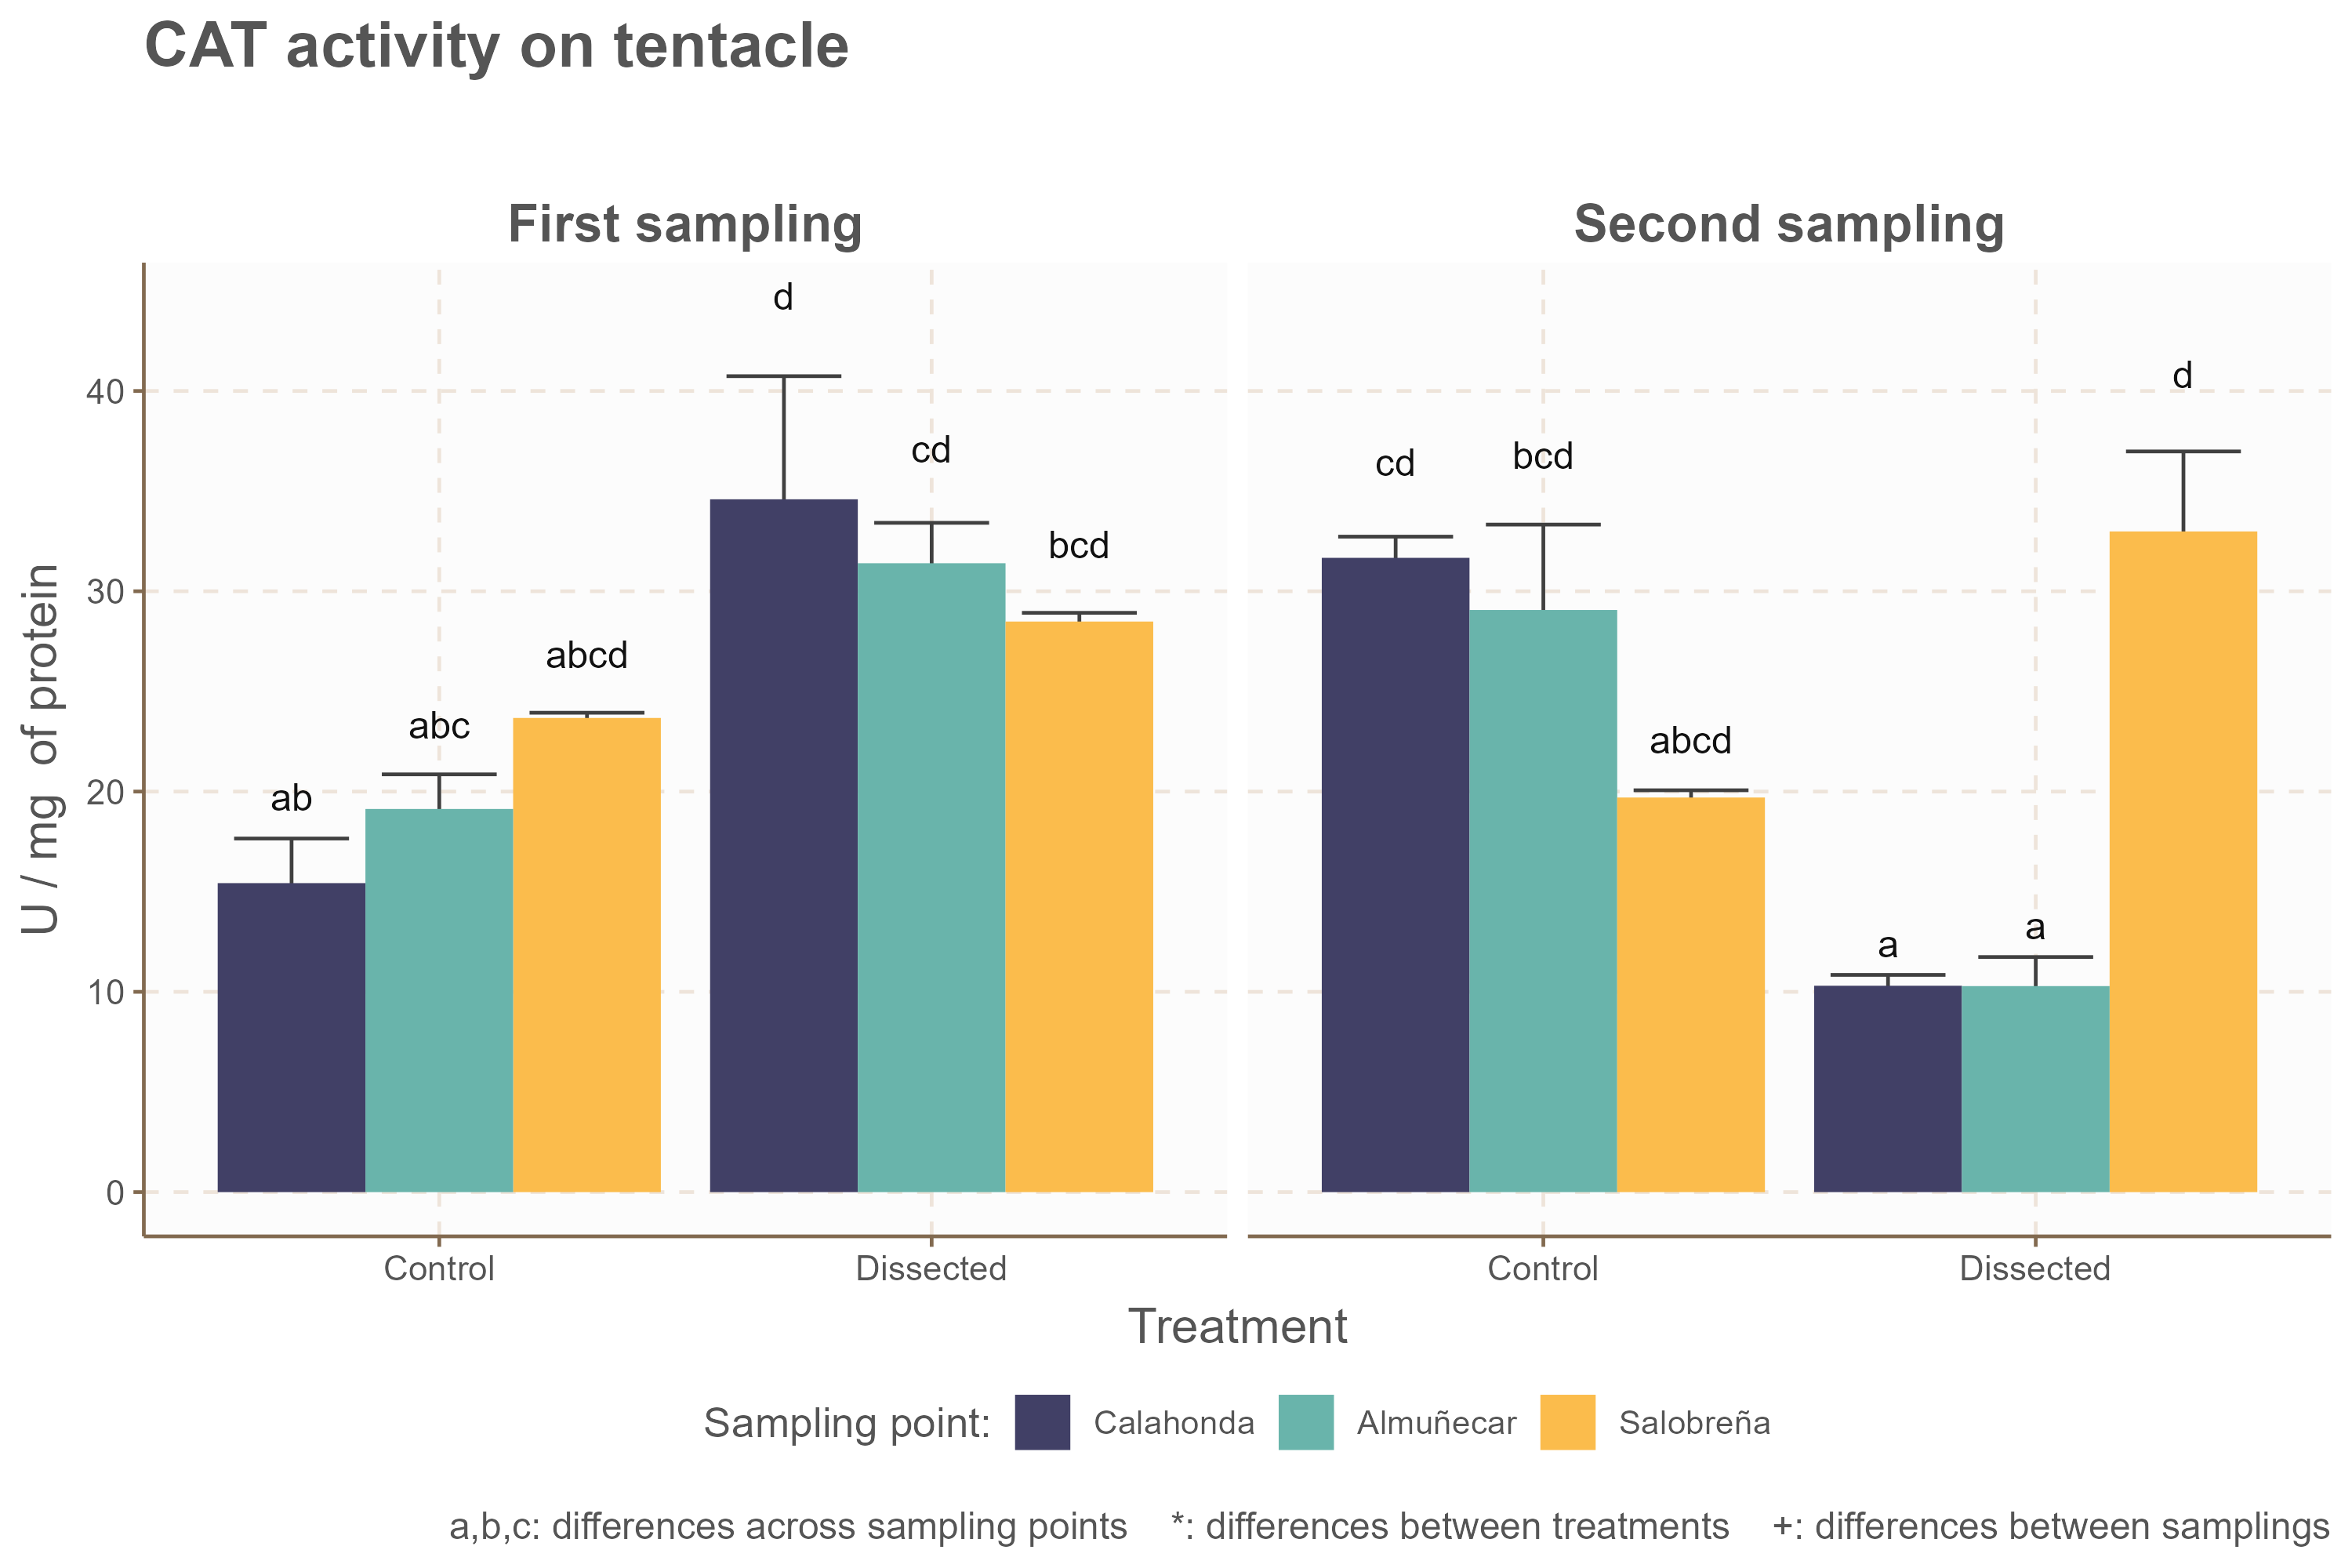 CAT activity on tentacle
First sampling
Second sampling
U / mg of protein
40
30
20
10
0
ab
abc
abcd
d
cd
bcd
cd
bcd
abcd
a
a
d
Control
Dissected
Control
Dissected
Treatment
Sampling point: Calahonda Almuñecar Salobreña
a,b,c: differences across sampling points *: differences between treatments +: differences between samplings